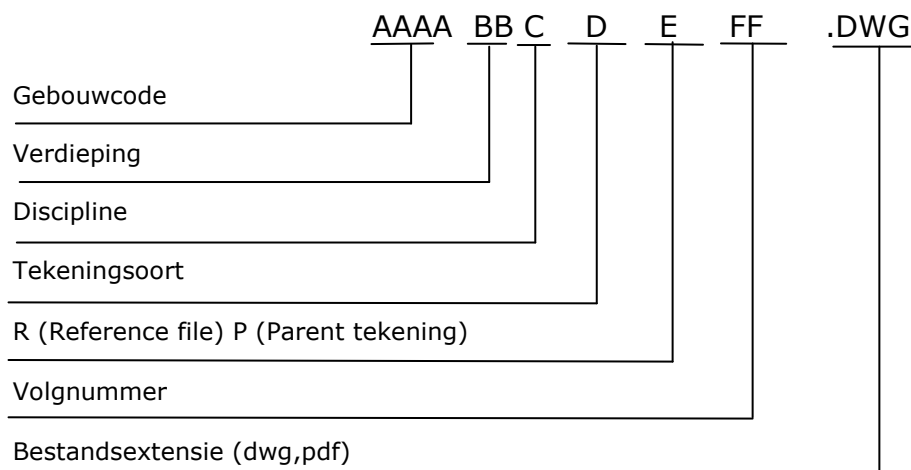 AAAA BB C D E FF .DWG
Gebouwcode
Verdieping
Discipline
Tekeningsoort
R (Reference file) P (Parent tekening)
Volgnummer
Bestandsextensie (dwg,pdf)